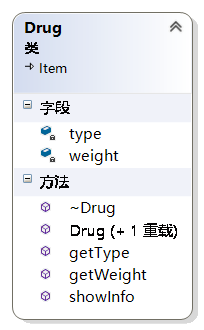 Drug
类
Item
字段
type
weight
方法
~Drug
Drug (+ 1 重载)
getType
getWeight
showInfo